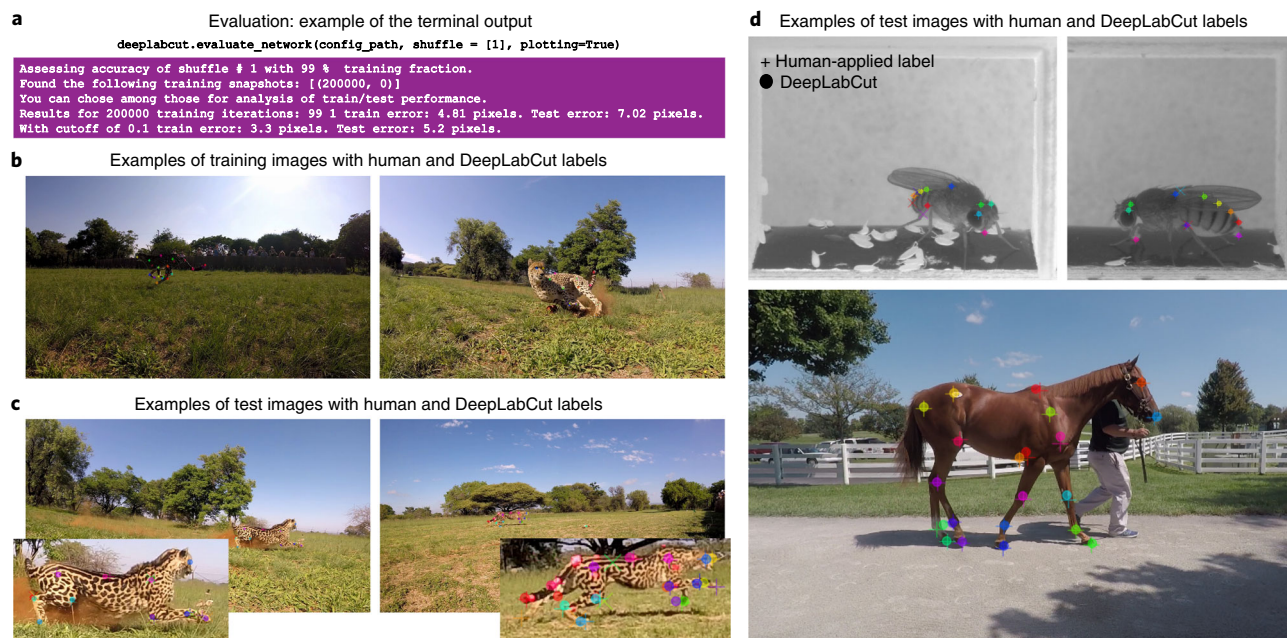 a
Evaluation: example of the terminal output
deeplabcut.evaluate_network(config_path, shuffle = [1], plotting=True)
Assessing accuracy of shuffle # 1 with 99 % training fraction.
Found the following training snapshots: [(200000, 0)]
You can chose among those for analysis of train/test performance.
Results for 200000 training iterations: 99 1 train error: 4.81 pixels. Test error: 7.02 pixels.
With cutoff of 0.1 train error: 3.3 pixels. Test error: 5.2 pixels.
b
Examples of training images with human and DeepLabCut labels
c
Examples of test images with human and DeepLabCut labels
d
Examples of test images with human and DeepLabCut labels
+ Human-applied label
DeepLabCut